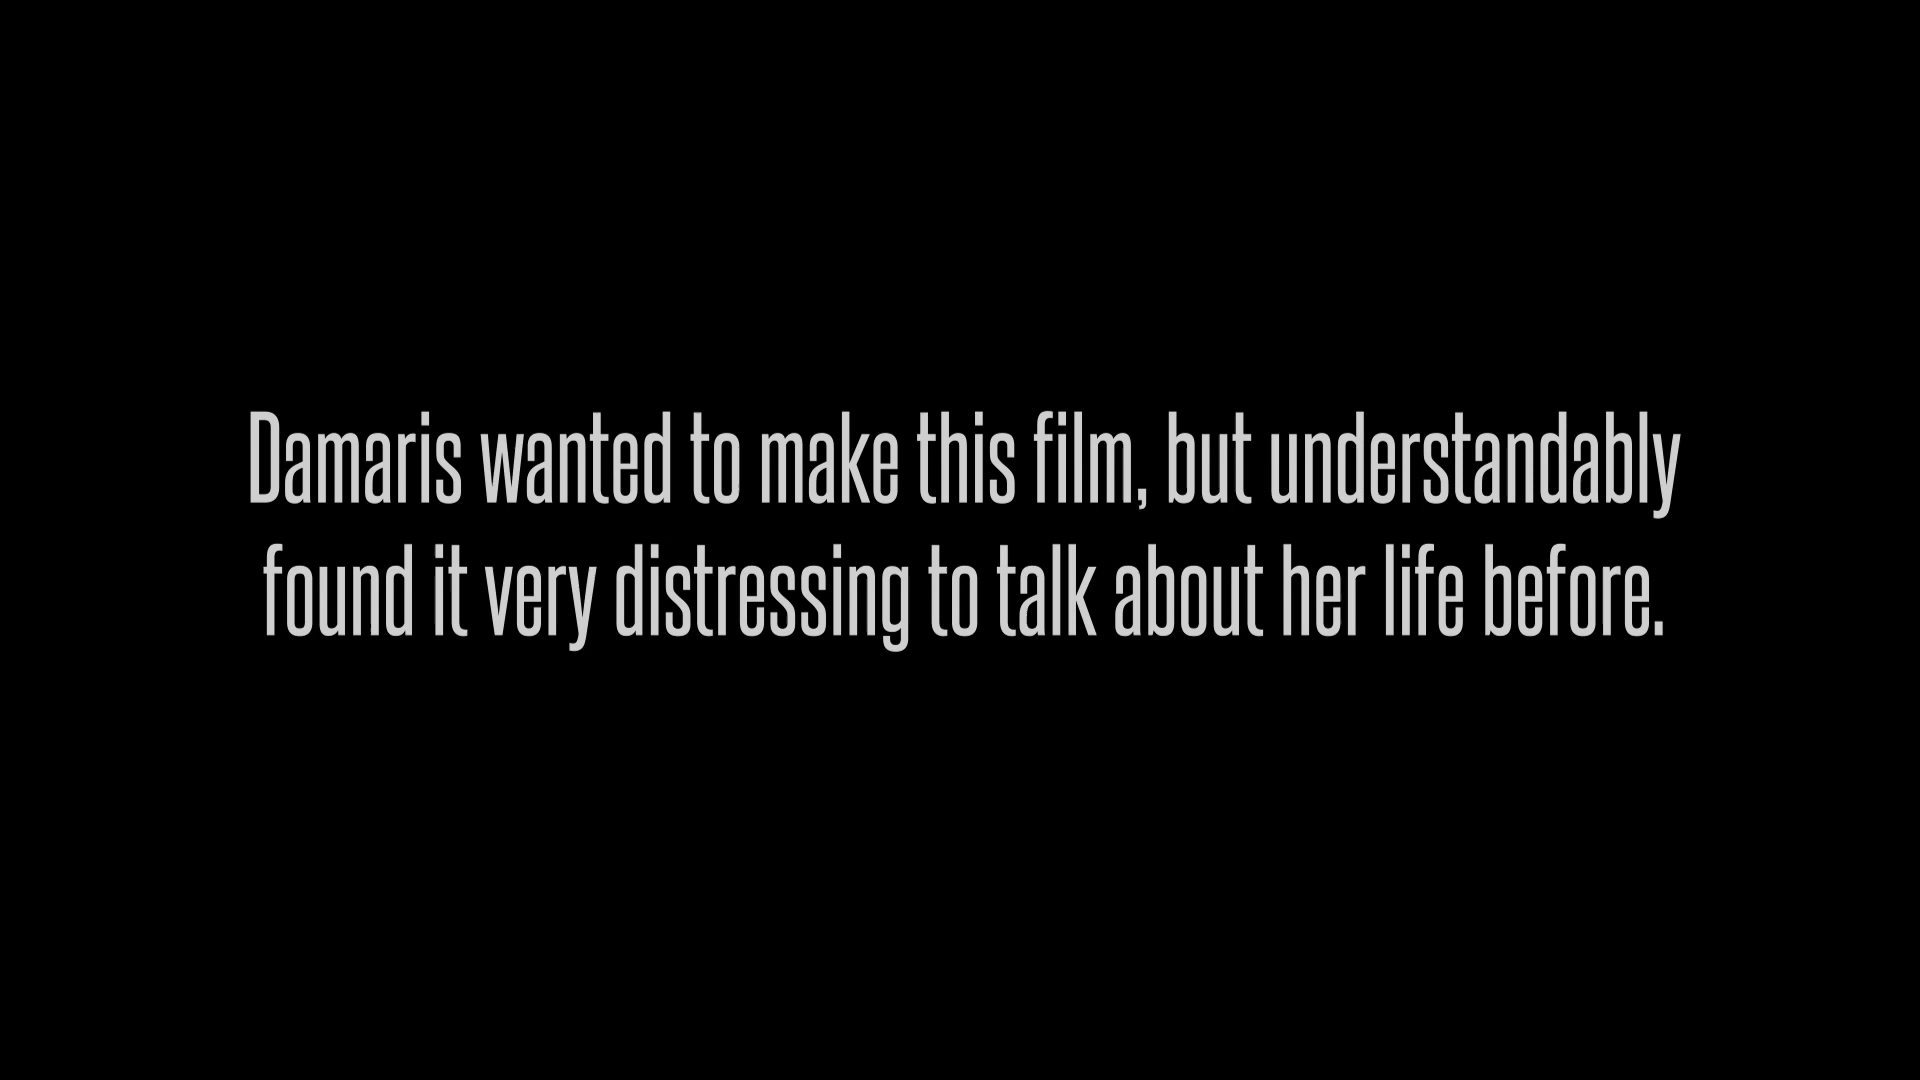 Damaris wanted to make this film, but understandably
found it very distressing to talk about her life before.